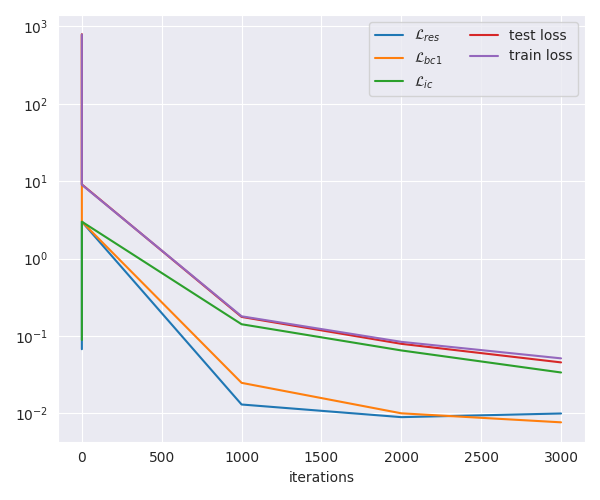 10³
10²
10¹
10⁰
10⁻¹
10⁻²
ℒ_res
ℒ_bc1
ℒ_ic
test loss
train loss
0 500 1000 1500 2000 2500 3000
iterations